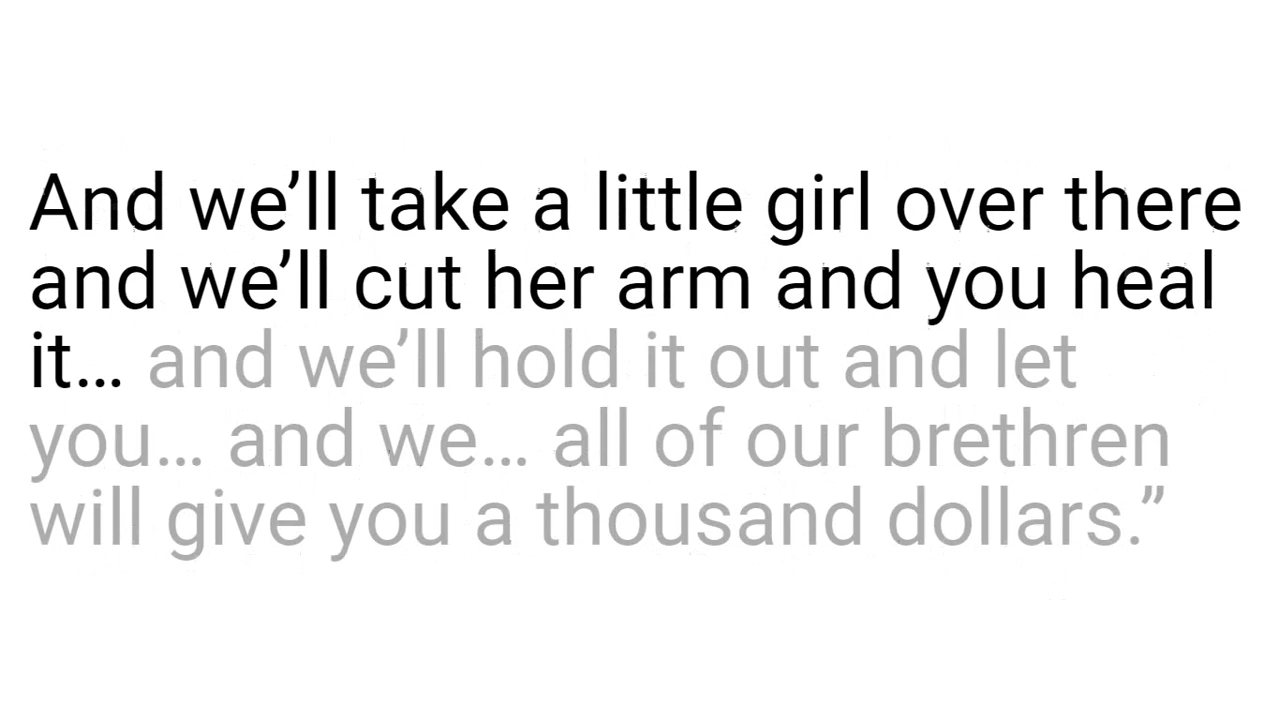 And we’ll take a little girl over there
and we’ll cut her arm and you heal
it… and we’ll hold it out and let
you… and we… all of our brethren
will give you a thousand dollars.”